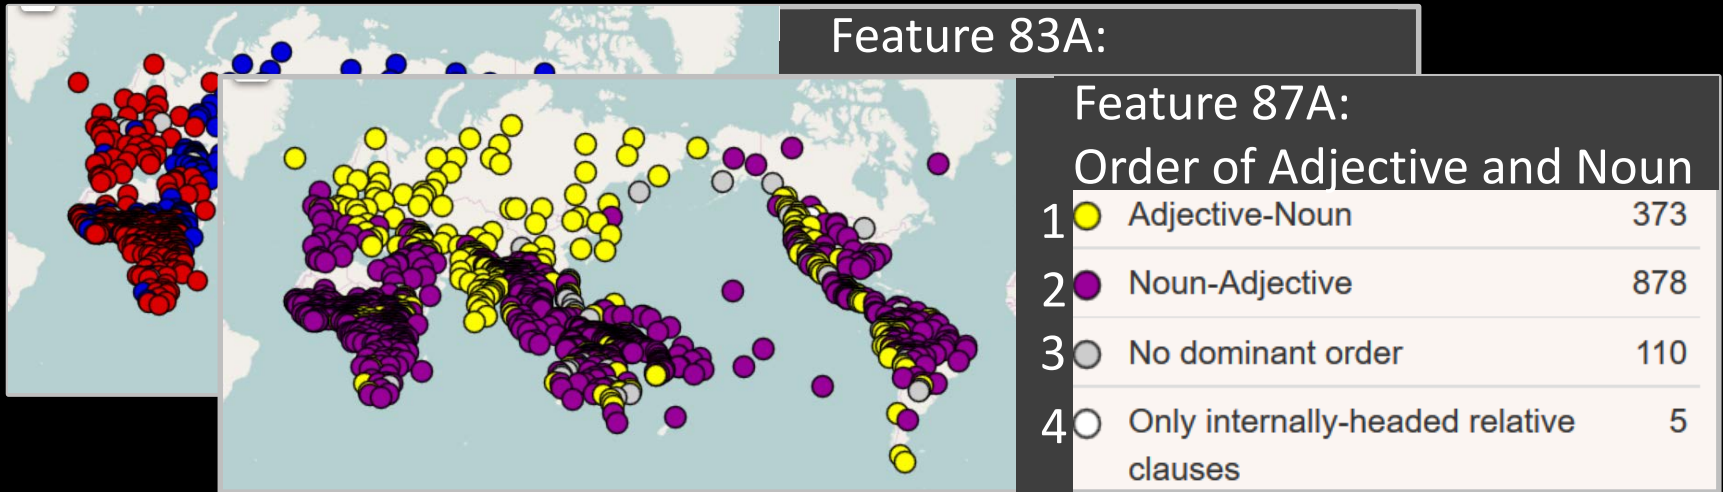 Feature 83A:
Feature 87A:
Order of Adjective and Noun
1 Adjective-Noun 373
2 Noun-Adjective 878
3 No dominant order 110
4 Only internally-headed relative 5
clauses